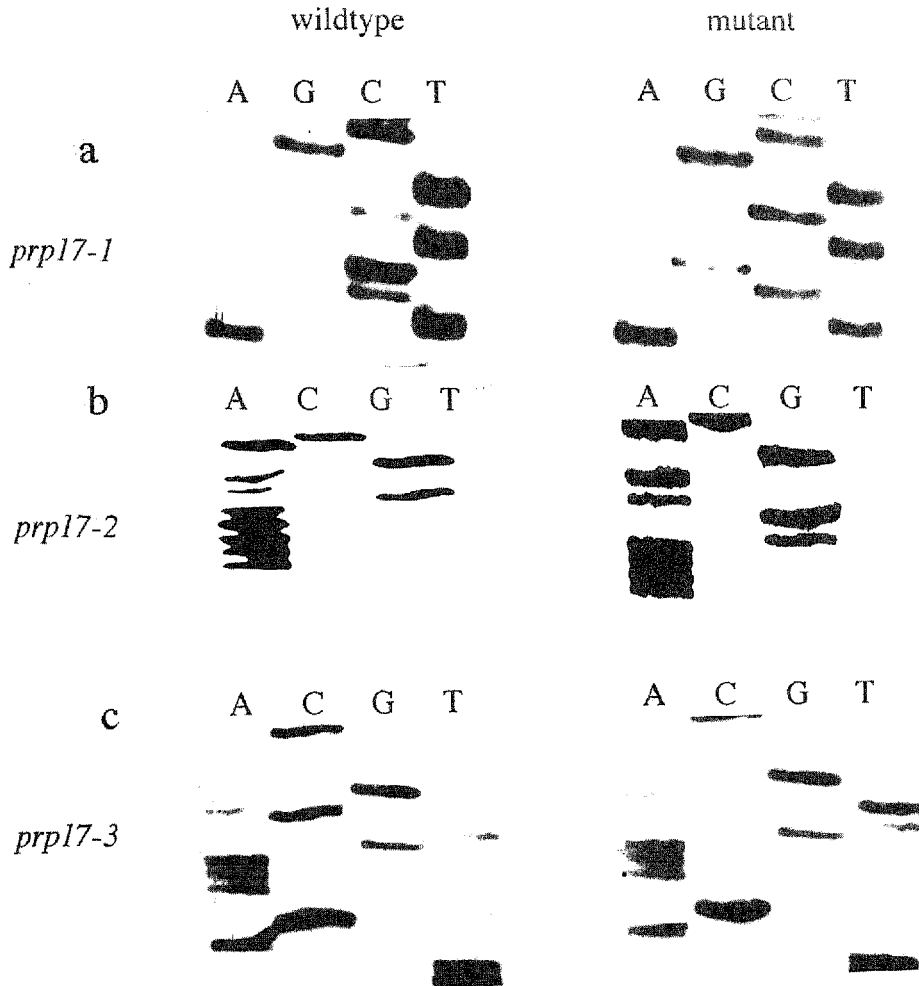 wildtype mutant
A G C T A G C T
a
prp17-1
b A C G T A C G T
prp17-2
c A C G T A C G T
prp17-3